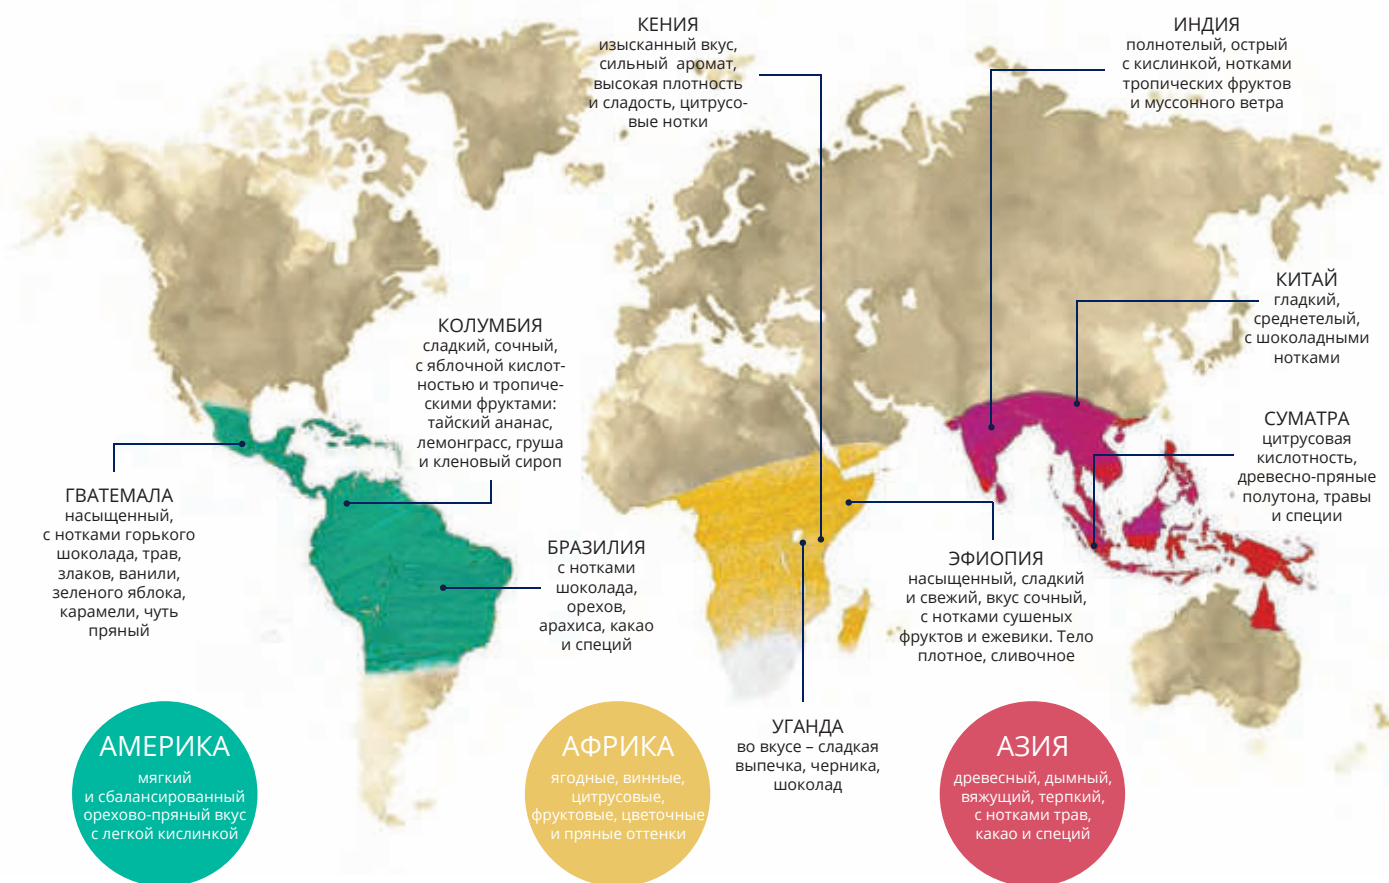 КЕНИЯ
изысканный вкус,
сильный аромат,
высокая плотность
и сладость, цитрусо-
вые нотки
ИНДИЯ
полнотелый, острый
с кислинкой, нотками
тропических фруктов
и муссонного ветра
КИТАЙ
гладкий,
среднетелый,
с шоколадными
нотками
КОЛУМБИЯ
сладкий, сочный,
с яблочной кислот-
ностью и тропиче-
скими фруктами:
тайский ананас,
лемонграсс, груша
и кленовый сироп
СУМАТРА
цитрусовая
кислотность,
древесно-пряные
полутона, травы
и специи
ГВАТЕМАЛА
насыщенный,
с нотками горького
шоколада, трав,
злаков, ванили,
зеленого яблока,
карамели, чуть
пряный
БРАЗИЛИЯ
с нотками
шоколада,
орехов,
арахиса, какао
и специй
ЭФИОПИЯ
насыщенный, сладкий
и свежий, вкус сочный,
с нотками сушеных
фруктов и ежевики. Тело
плотное, сливочное
УГАНДА
во вкусе – сладкая
выпечка, черника,
шоколад
АМЕРИКА
мягкий
и сбалансированный
орехово-пряный вкус
с легкой кислинкой
АФРИКА
ягодные, винные,
цитрусовые,
фруктовые, цветочные
и пряные оттенки
АЗИЯ
древесный, дымный,
вяжущий, терпкий,
с нотками трав,
какао и специй